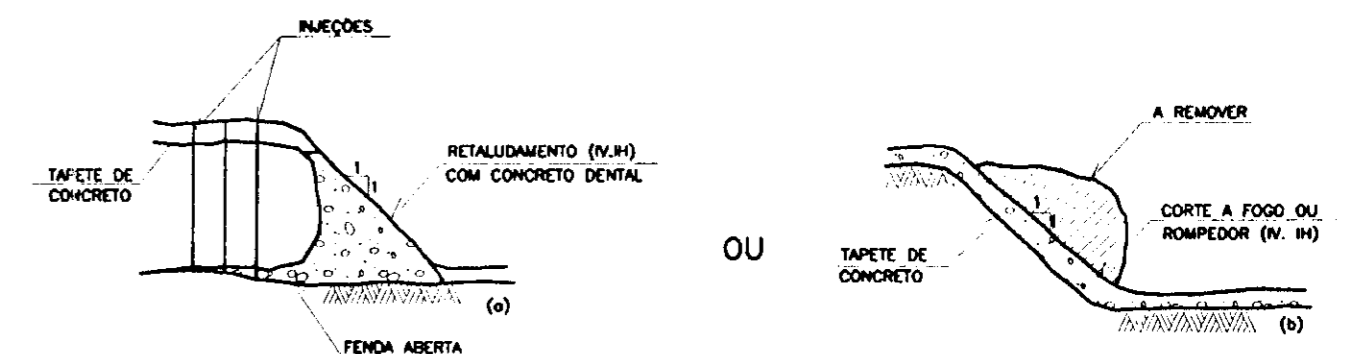 INJEÇÕES
TAPETE DE
CONCRETO
RETALUDAMENTO (IV.IH)
COM CONCRETO DENTAL
1
1
(a)
FENDA ABERTA
OU
A REMOVER
1
1
CORTE A FOGO OU
ROMPEDOR (IV. IH)
TAPETE DE
CONCRETO
(b)